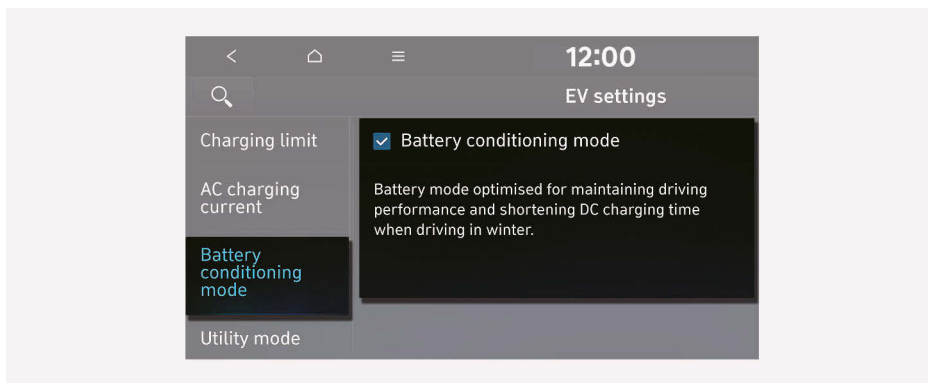 12:00
EV settings
Charging limit
AC charging
current
Battery
conditioning
mode
Utility mode
Battery conditioning mode
Battery mode optimised for maintaining driving
performance and shortening DC charging time
when driving in winter.